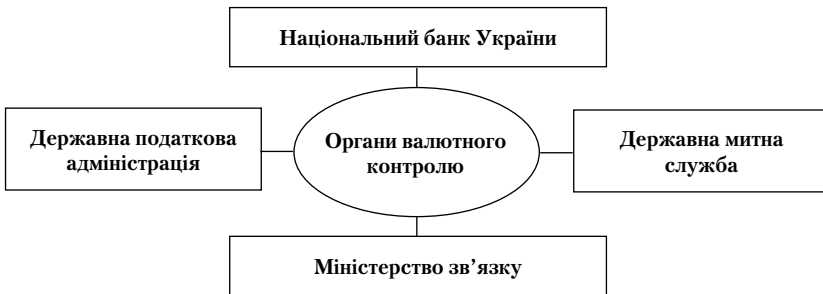 Національний банк України
Державна податкова
адміністрація
Органи валютного
контролю
Державна митна
служба
Міністерство зв’язку